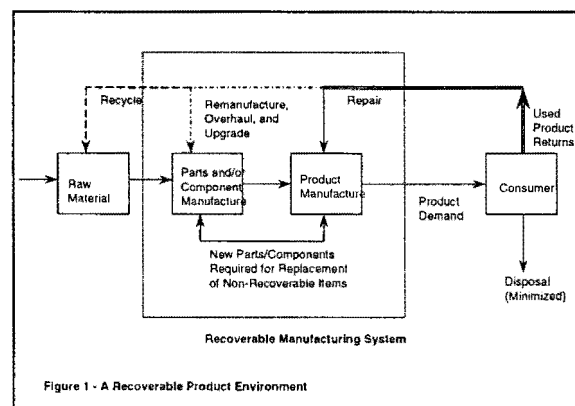 Recycle
Remanufacture,
Overhaul, and
Upgrade
Repair
Used
Product
Returns
Raw
Material
Parts and/or
Component
Manufacture
Product
Manufacture
Product
Demand
Consumer
New Parts/Components
Required for Replacement
of Non-Recoverable Items
Disposal
(Minimized)
Recoverable Manufacturing System
Figure 1 - A Recoverable Product Environment